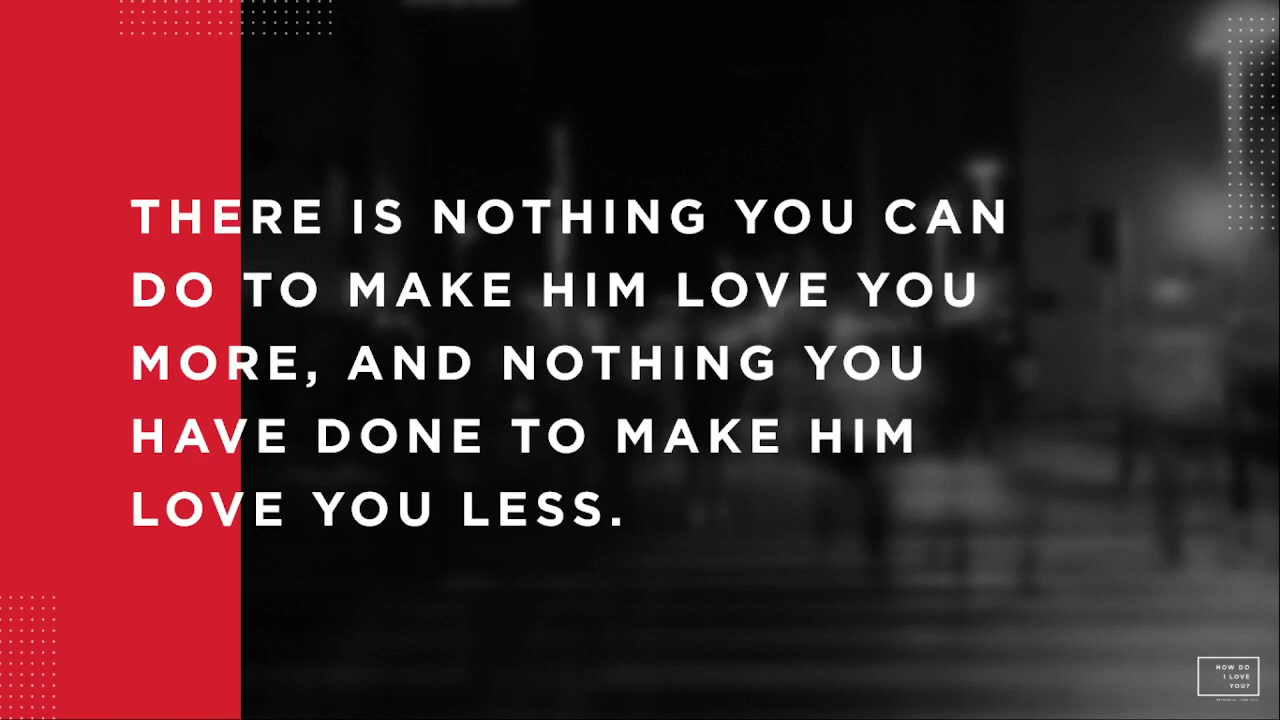 THERE IS NOTHING YOU CAN
DO TO MAKE HIM LOVE YOU
MORE, AND NOTHING YOU
HAVE DONE TO MAKE HIM
LOVE YOU LESS.
HOW DO
I LOVE
YOU?